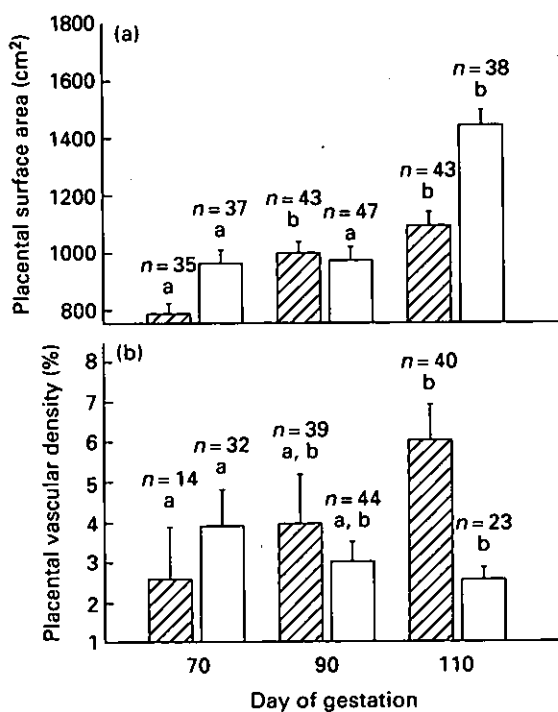 (a)
Placental surface area (cm²)
1800
1600
1400
1200
1000
800
n = 35
a
n = 37
a
n = 43
b
n = 47
a
n = 43
b
n = 38
b
(b)
Placental vascular density (%)
8
7
6
5
4
3
2
1
n = 14
a
n = 32
a
n = 39
a, b
n = 44
a, b
n = 40
b
n = 23
b
70
90
110
Day of gestation